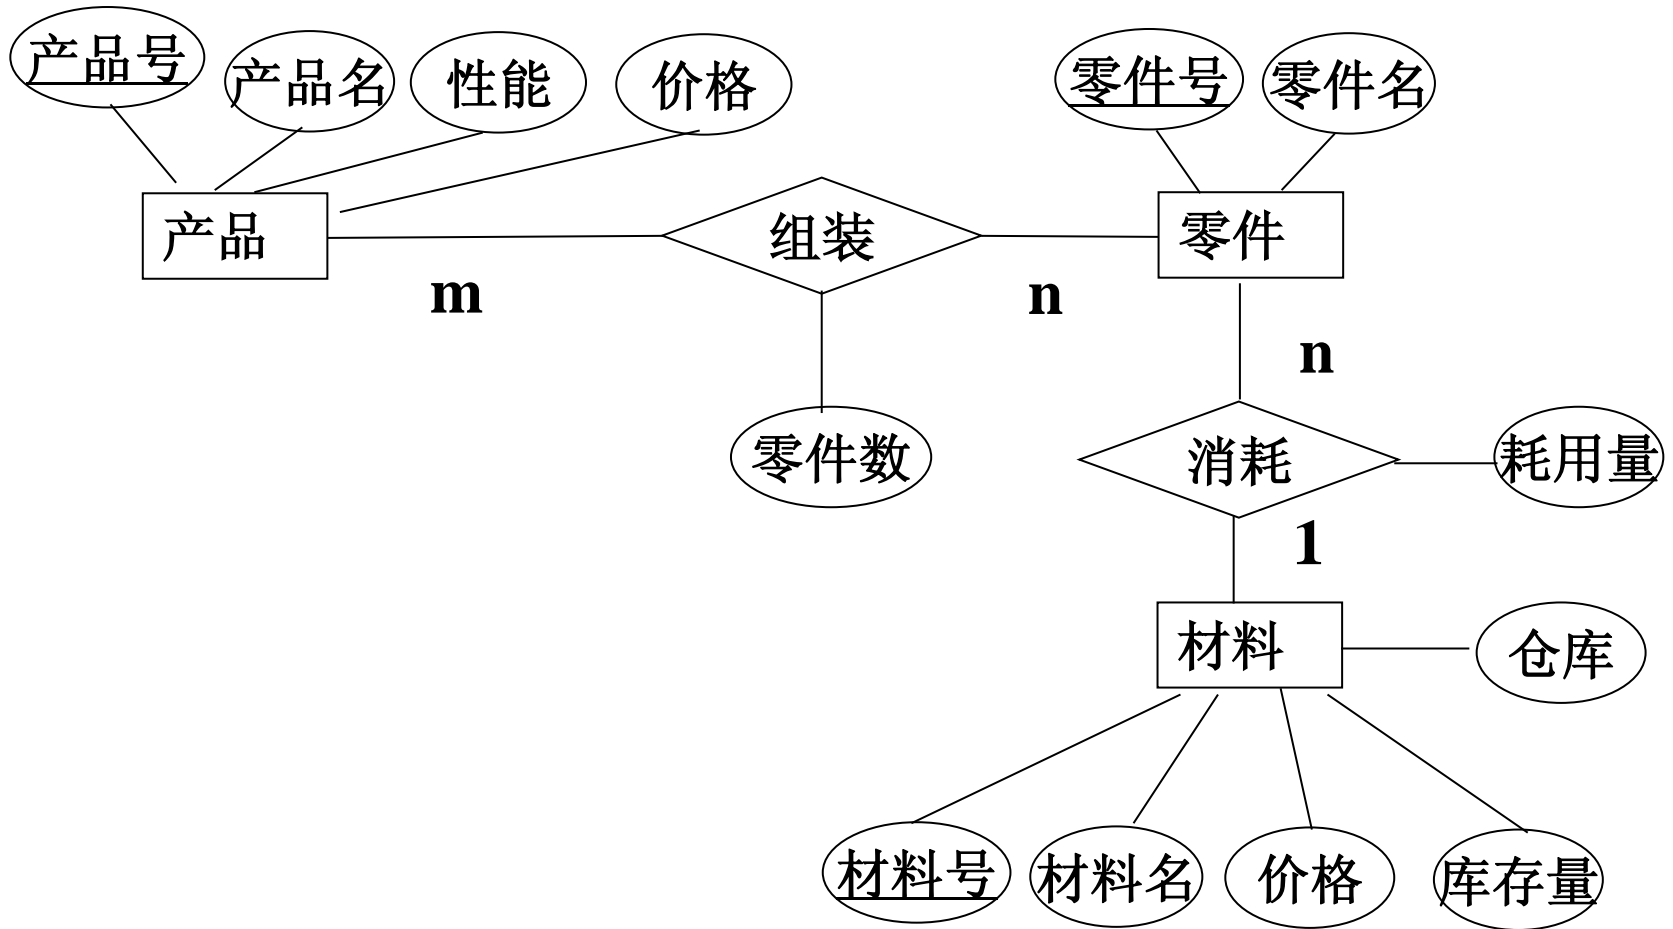 产品号
产品名
性能
价格
零件号
零件名
产品
组装
零件
m
n
n
零件数
消耗
耗用量
1
材料
仓库
材料号
材料名
价格
库存量